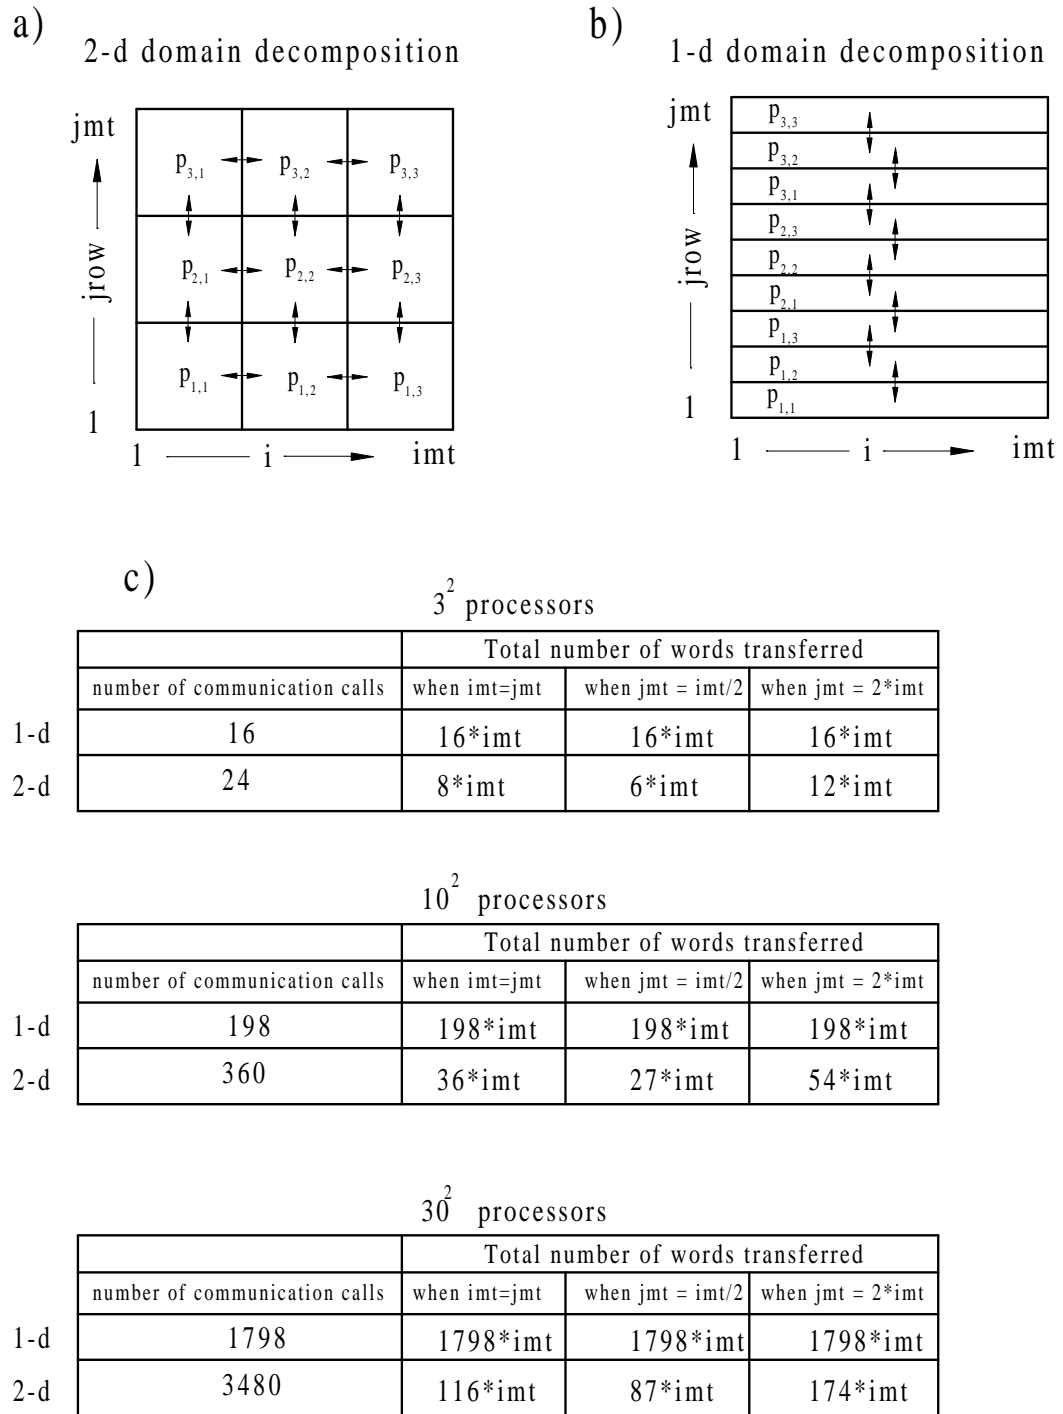 a)
2-d domain decomposition
jmt
jrow
1
p3,1 p3,2 p3,3
p2,1 p2,2 p2,3
p1,1 p1,2 p1,3
1 i imt
b)
1-d domain decomposition
jmt
jrow
1
p3,3
p3,2
p3,1
p2,3
p2,2
p2,1
p1,3
p1,2
p1,1
1 i imt
c)
3² processors
Total number of words transferred
number of communication calls when imt=jmt when jmt = imt/2 when jmt = 2*imt
1-d 16 16*imt 16*imt 16*imt
2-d 24 8*imt 6*imt 12*imt
10² processors
Total number of words transferred
number of communication calls when imt=jmt when jmt = imt/2 when jmt = 2*imt
1-d 198 198*imt 198*imt 198*imt
2-d 360 36*imt 27*imt 54*imt
30² processors
Total number of words transferred
number of communication calls when imt=jmt when jmt = imt/2 when jmt = 2*imt
1-d 1798 1798*imt 1798*imt 1798*imt
2-d 3480 116*imt 87*imt 174*imt